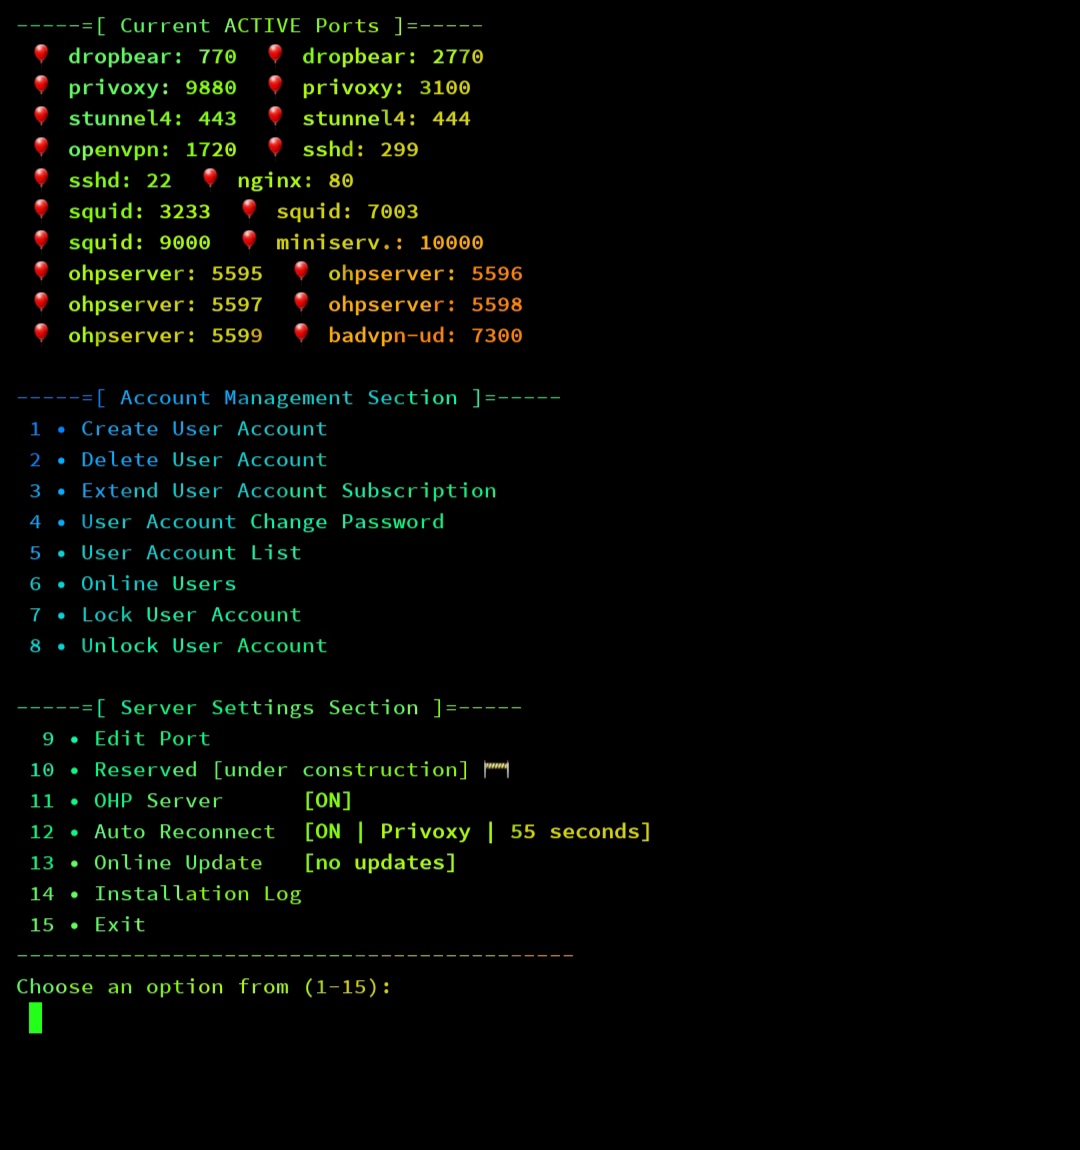 -----=[ Current ACTIVE Ports ]=-----
🎈 dropbear: 770 🎈 dropbear: 2770
🎈 privoxy: 9880 🎈 privoxy: 3100
🎈 stunnel4: 443 🎈 stunnel4: 444
🎈 openvpn: 1720 🎈 sshd: 299
🎈 sshd: 22 🎈 nginx: 80
🎈 squid: 3233 🎈 squid: 7003
🎈 squid: 9000 🎈 miniserv.: 10000
🎈 ohpserver: 5595 🎈 ohpserver: 5596
🎈 ohpserver: 5597 🎈 ohpserver: 5598
🎈 ohpserver: 5599 🎈 badvpn-ud: 7300
-----=[ Account Management Section ]=-----
1 • Create User Account
2 • Delete User Account
3 • Extend User Account Subscription
4 • User Account Change Password
5 • User Account List
6 • Online Users
7 • Lock User Account
8 • Unlock User Account
-----=[ Server Settings Section ]=-----
9 • Edit Port
10 • Reserved [under construction] 🚧
11 • OHP Server [ON]
12 • Auto Reconnect [ON | Privoxy | 55 seconds]
13 • Online Update [no updates]
14 • Installation Log
15 • Exit
-------------------------------------------
Choose an option from (1-15):